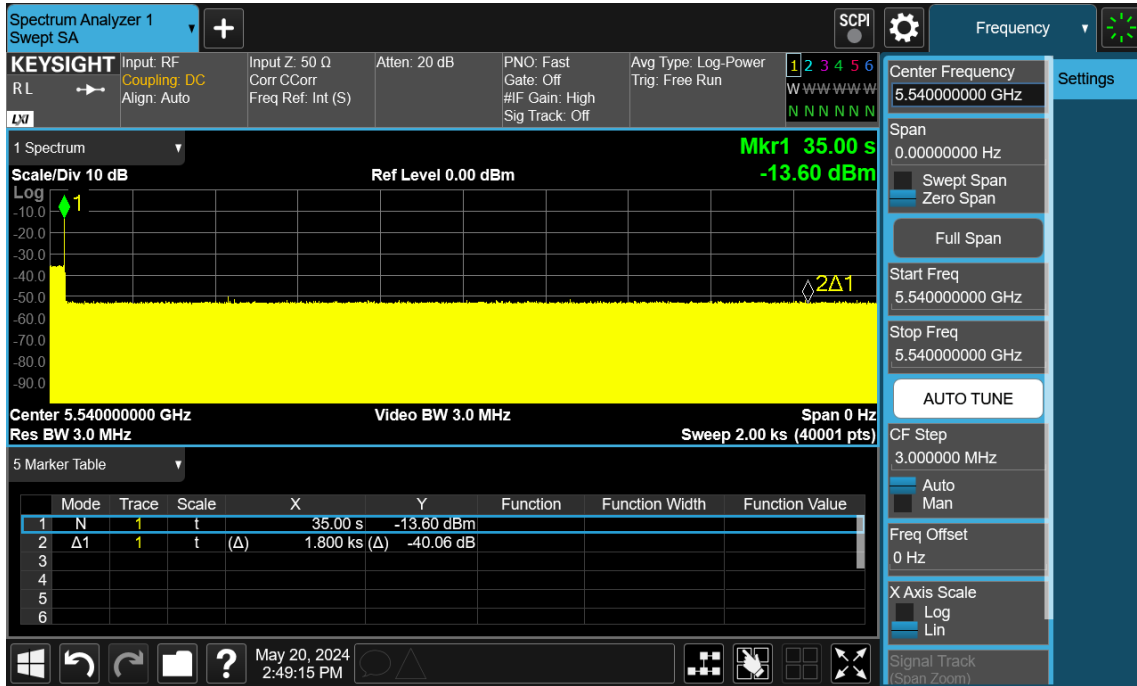 Spectrum Analyzer 1
Swept SA
+
SCPI
Frequency
KEYSIGHT
RL
LXI
Input: RF
Coupling: DC
Align: Auto
Input Z: 50 Ω
Corr CCorr
Freq Ref: Int (S)
Atten: 20 dB
PNO: Fast
Gate: Off
#IF Gain: High
Sig Track: Off
Avg Type: Log-Power
Trig: Free Run
1 2 3 4 5 6
W W W W W W
N N N N N N
1 Spectrum
Mkr1 35.00 s
-13.60 dBm
Scale/Div 10 dB
Ref Level 0.00 dBm
Log
-10.0
-20.0
-30.0
-40.0
-50.0
-60.0
-70.0
-80.0
-90.0
1
2Δ1
Center 5.540000000 GHz
Video BW 3.0 MHz
Span 0 Hz
Res BW 3.0 MHz
Sweep 2.00 ks (40001 pts)
5 Marker Table
Mode Trace Scale X Y Function Function Width Function Value
1 N 1 t 35.00 s -13.60 dBm
2 Δ1 1 t (Δ) 1.800 ks (Δ) -40.06 dB
3
4
5
6
?
May 20, 2024
2:49:15 PM
Center Frequency
5.540000000 GHz
Settings
Span
0.00000000 Hz
Swept Span
Zero Span
Full Span
Start Freq
5.540000000 GHz
Stop Freq
5.540000000 GHz
AUTO TUNE
CF Step
3.000000 MHz
Auto
Man
Freq Offset
0 Hz
X Axis Scale
Log
Lin
Signal Track
(Span Zoom)